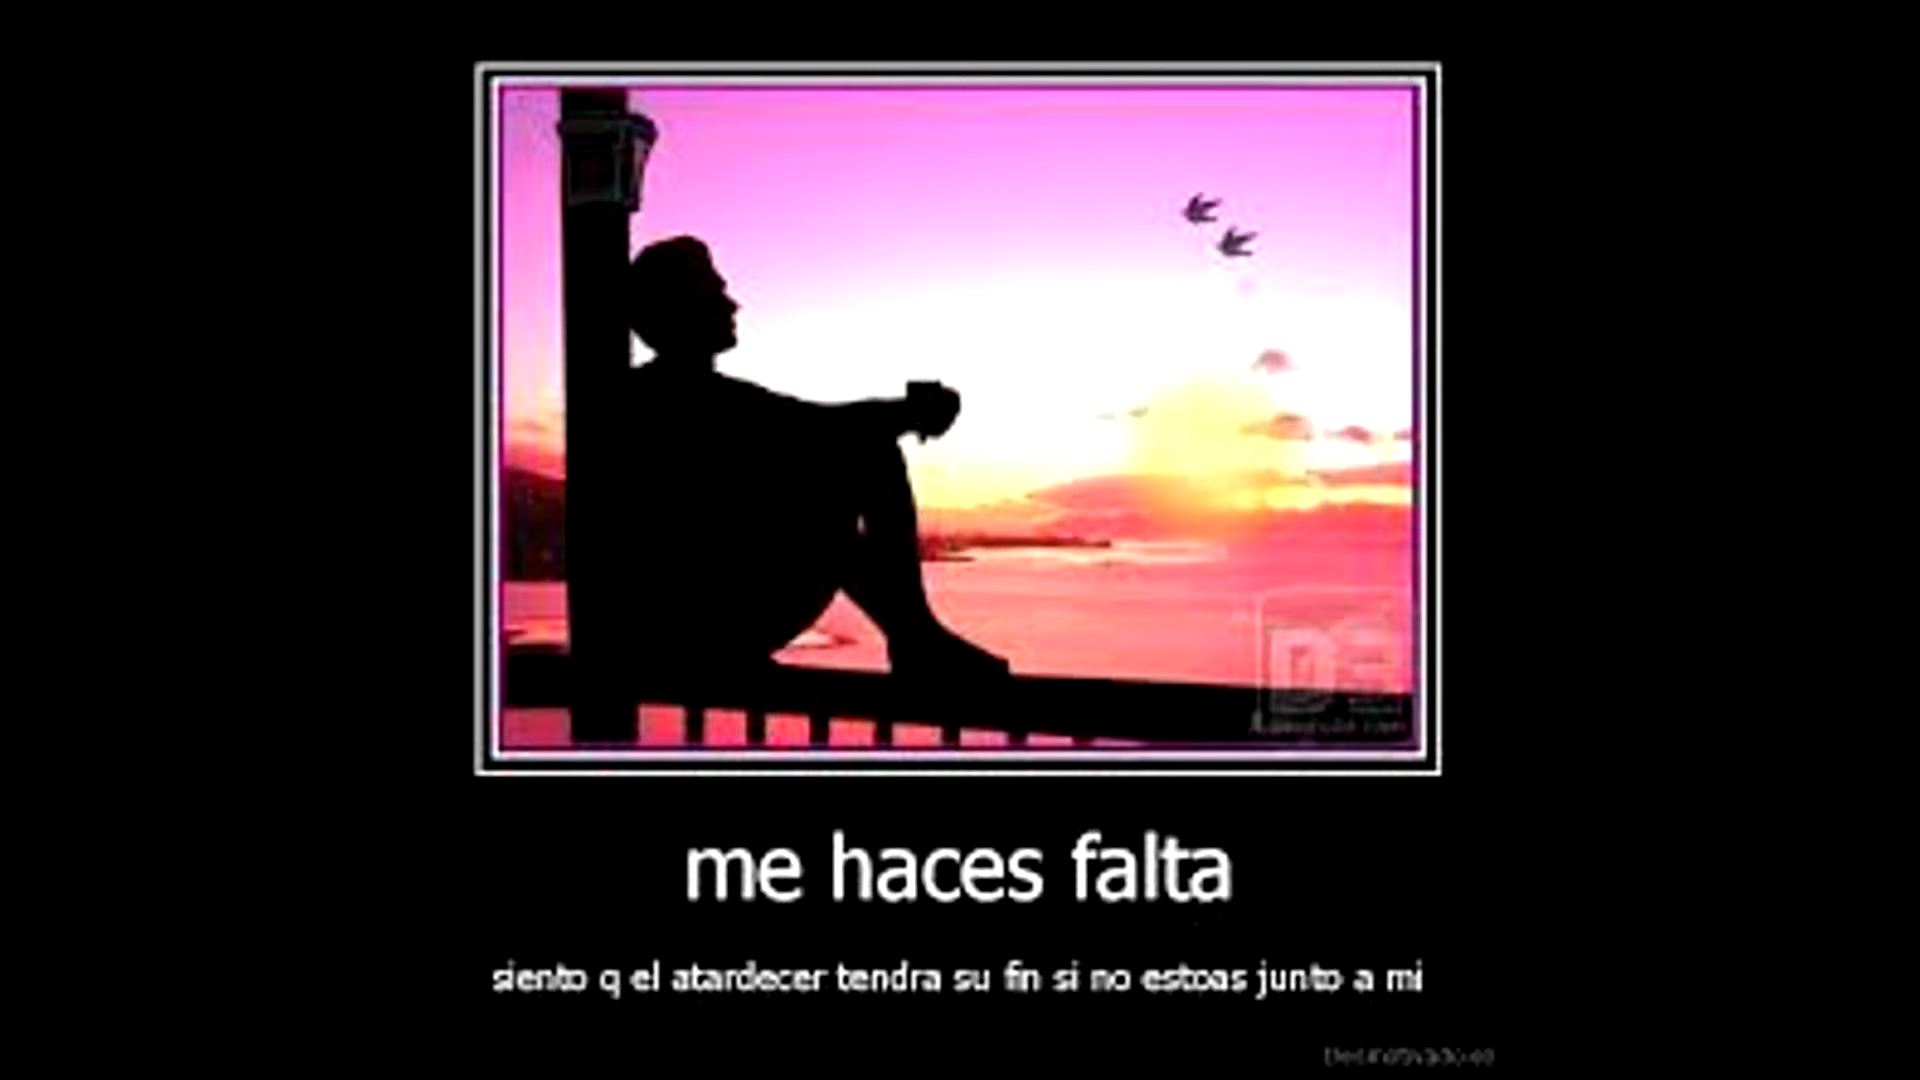 me haces falta
siento q el atardecer tendra su fin si no estoas junto a mi